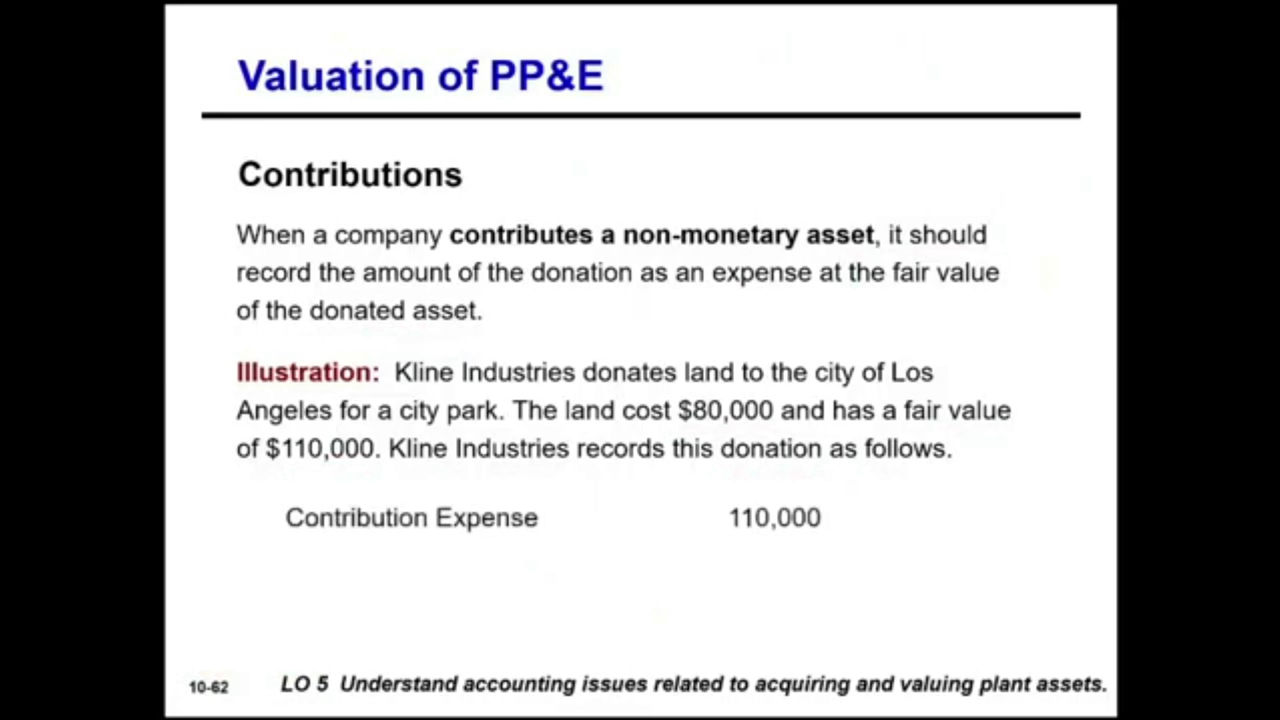 Valuation of PP&E
Contributions
When a company contributes a non-monetary asset, it should
record the amount of the donation as an expense at the fair value
of the donated asset.
Illustration: Kline Industries donates land to the city of Los
Angeles for a city park. The land cost $80,000 and has a fair value
of $110,000. Kline Industries records this donation as follows.
Contribution Expense 110,000
10-62 LO 5 Understand accounting issues related to acquiring and valuing plant assets.